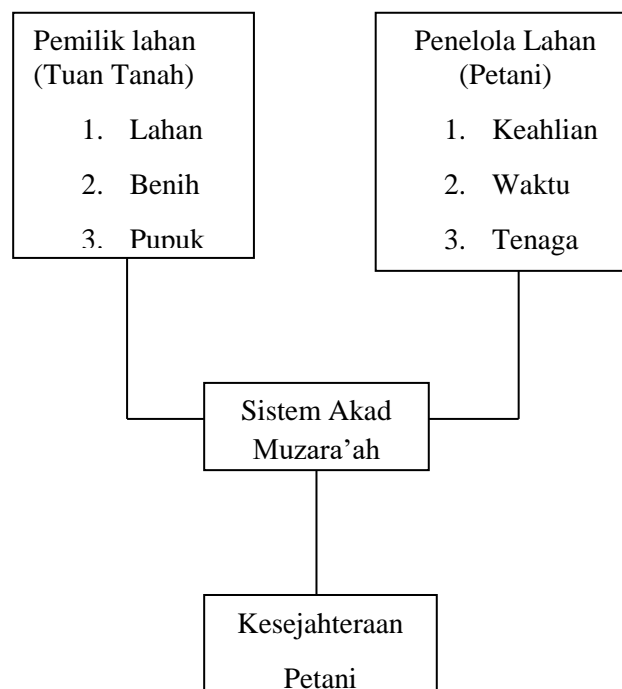 Pemilik lahan
(Tuan Tanah)
1. Lahan
2. Benih
3. Pupuk
Penelola Lahan
(Petani)
1. Keahlian
2. Waktu
3. Tenaga
Sistem Akad
Muzara’ah
Kesejahteraan
Petani